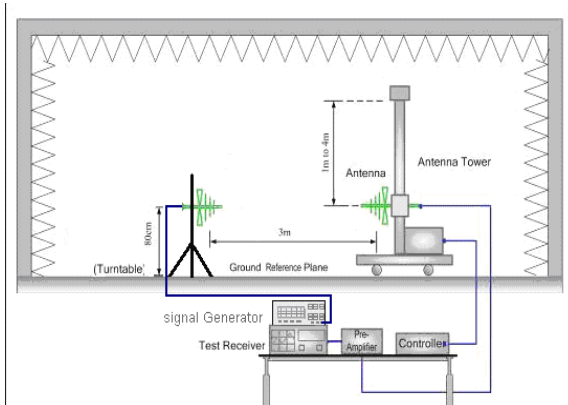 1m to 4m
Antenna Tower
Antenna
3m
80cm
(Turntable)
Ground Reference Plane
signal Generator
Test Receiver
Pre-
Amplifier
Controller